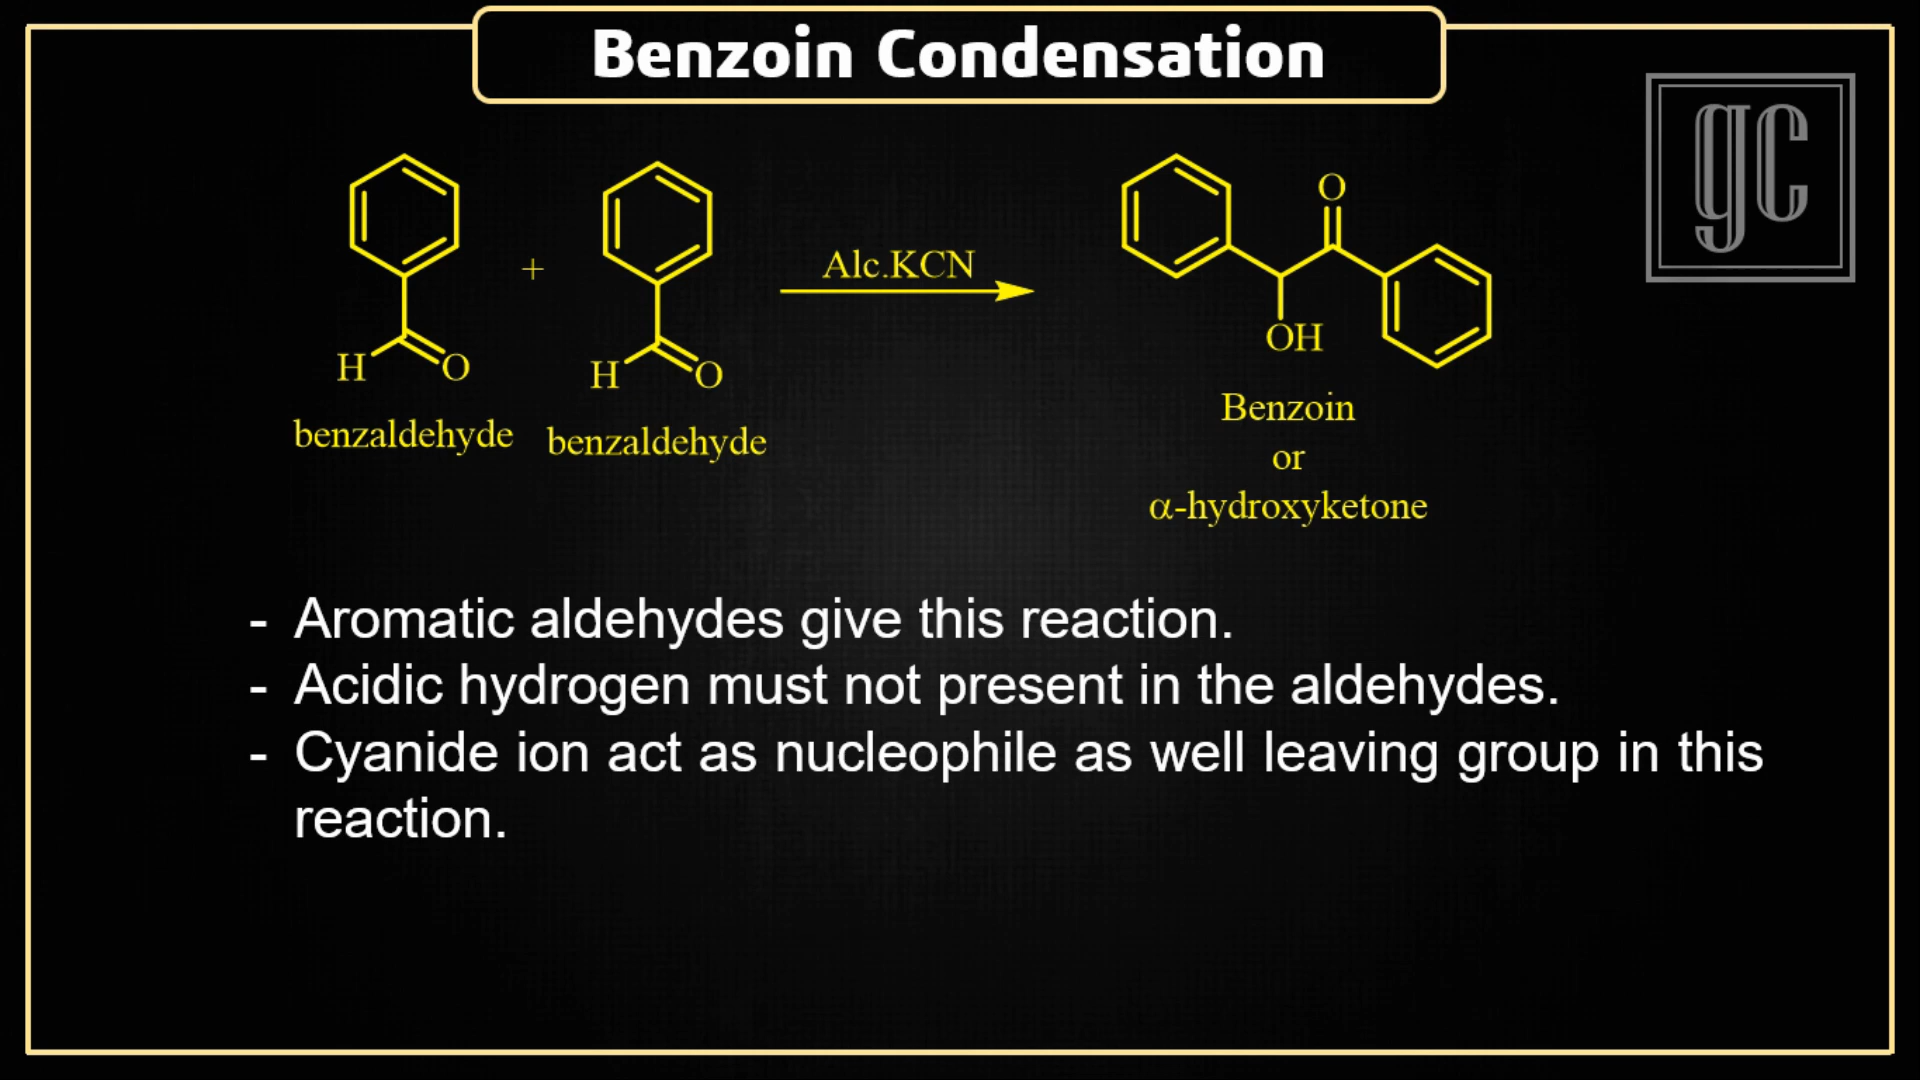 Benzoin Condensation
gc
O
+
Alc.KCN
OH
H O
H O
benzaldehyde
benzaldehyde
Benzoin
or
α-hydroxyketone
- Aromatic aldehydes give this reaction.
- Acidic hydrogen must not present in the aldehydes.
- Cyanide ion act as nucleophile as well leaving group in this
reaction.